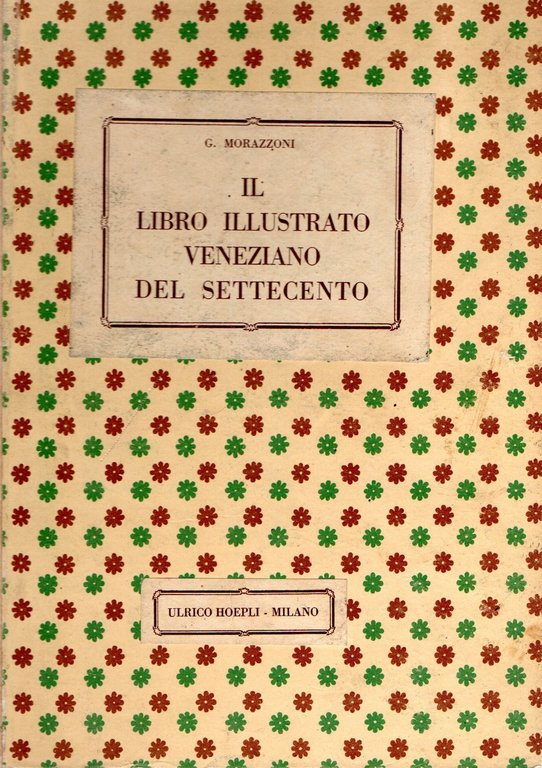 G. MORAZZONI
IL
LIBRO ILLUSTRATO
VENEZIANO
DEL SETTECENTO
ULRICO HOEPLI - MILANO